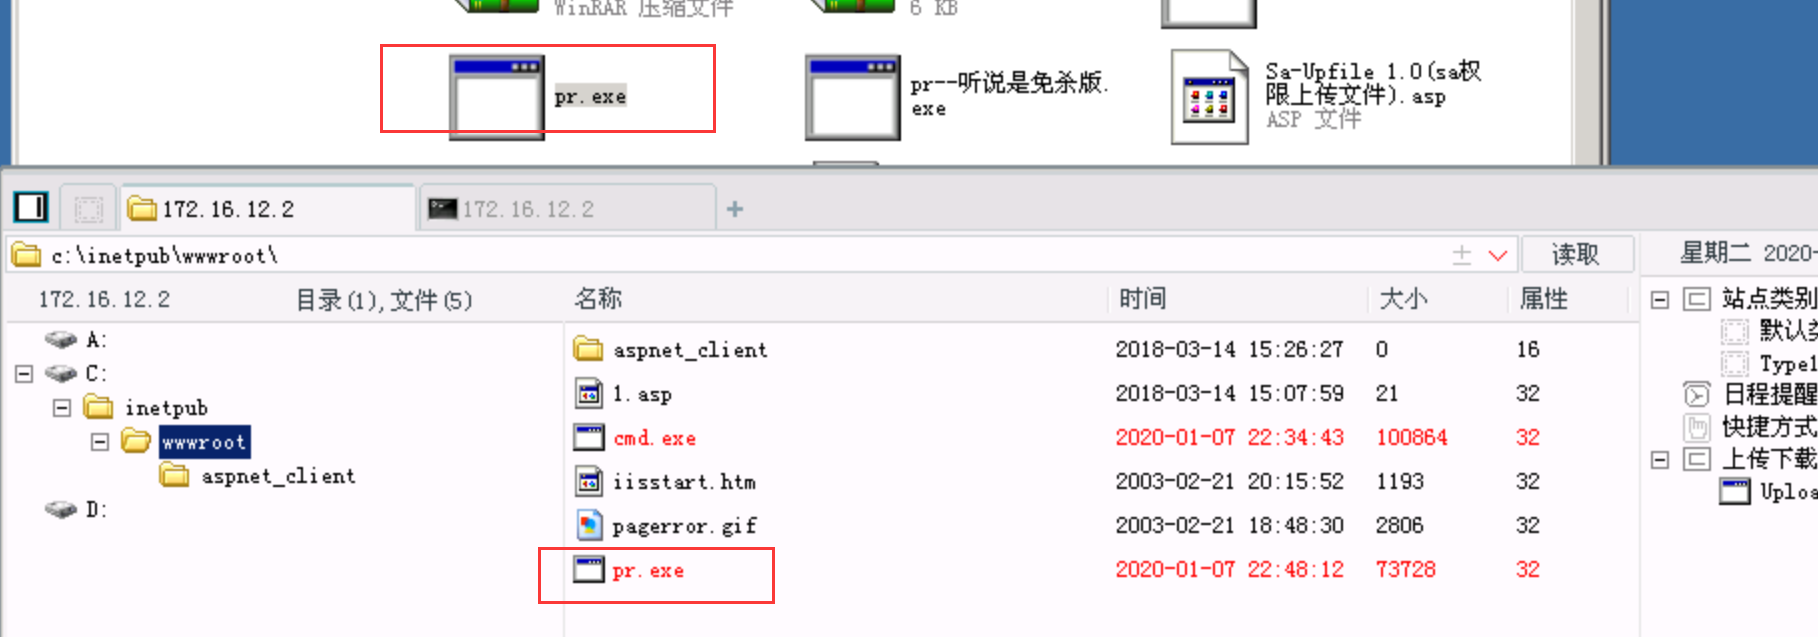 WinRAR 压缩文件
6 KB
pr.exe
pr--听说是免杀版.
exe
Sa-Upfile 1.0(sa权
限上传文件).asp
ASP 文件
172.16.12.2
172.16.12.2
+
c:\inetpub\wwwroot\
读取
星期二 2020-
172.16.12.2
目录(1),文件(5)
名称 时间 大小 属性
A:
C:
inetpub
wwwroot
aspnet_client
D:
aspnet_client 2018-03-14 15:26:27 0 16
1.asp 2018-03-14 15:07:59 21 32
cmd.exe 2020-01-07 22:34:43 100864 32
iisstart.htm 2003-02-21 20:15:52 1193 32
pagerror.gif 2003-02-21 18:48:30 2806 32
pr.exe 2020-01-07 22:48:12 73728 32
站点类别
默认
Type1
日程提醒
快捷方式
上传下载
Uploa